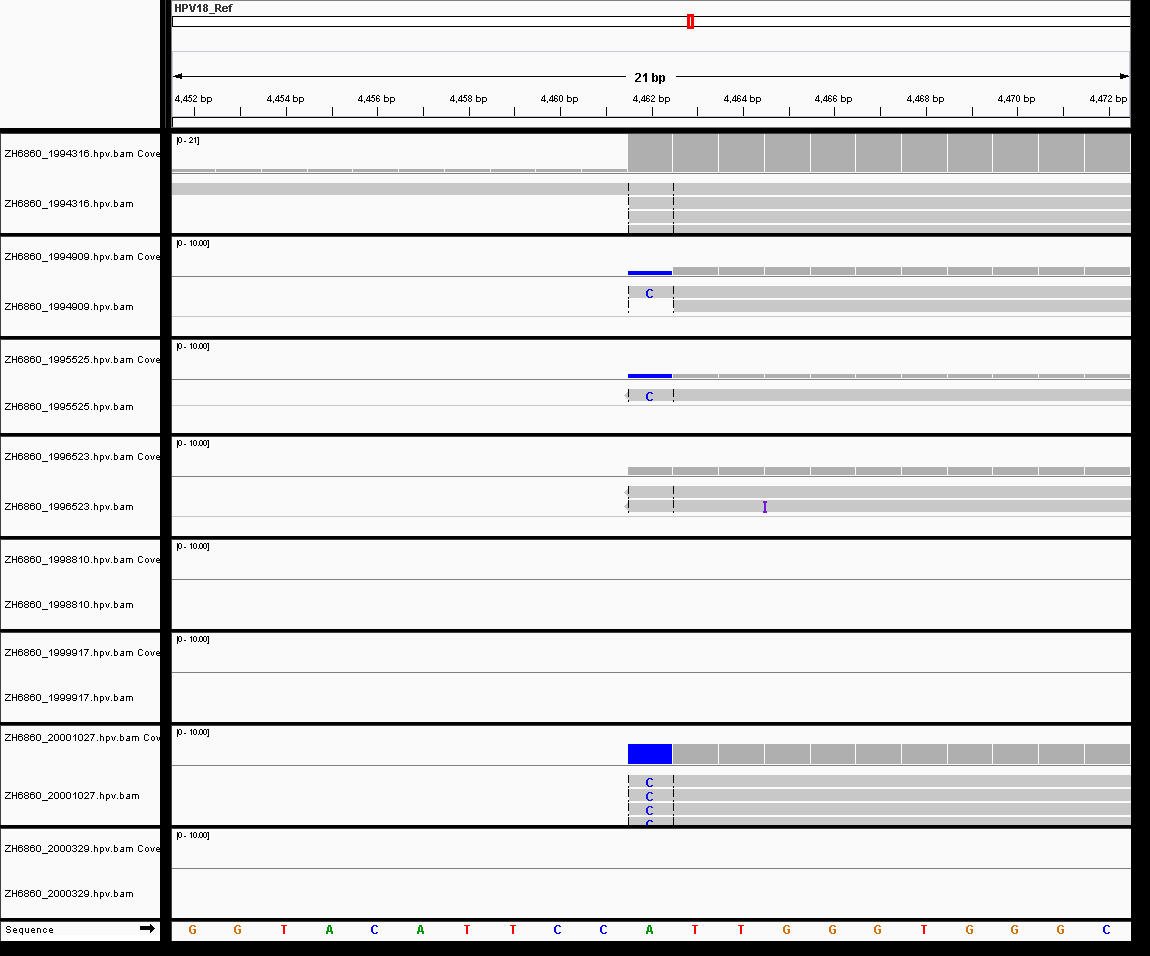 HPV18_Ref
21 bp
4,452 bp 4,454 bp 4,456 bp 4,458 bp 4,460 bp 4,462 bp 4,464 bp 4,466 bp 4,468 bp 4,470 bp 4,472 bp
[0 - 21]
ZH6860_1994316.hpv.bam Cove
ZH6860_1994316.hpv.bam
[0 - 10.00]
ZH6860_1994909.hpv.bam Cove
C
ZH6860_1994909.hpv.bam
[0 - 10.00]
ZH6860_1995525.hpv.bam Cove
C
ZH6860_1995525.hpv.bam
[0 - 10.00]
ZH6860_1996523.hpv.bam Cove
ZH6860_1996523.hpv.bam I
[0 - 10.00]
ZH6860_1998810.hpv.bam Cove
ZH6860_1998810.hpv.bam
[0 - 10.00]
ZH6860_1999917.hpv.bam Cove
ZH6860_1999917.hpv.bam
[0 - 10.00]
ZH6860_20001027.hpv.bam Cov
C
C
ZH6860_20001027.hpv.bam
C
C
[0 - 10.00]
ZH6860_2000329.hpv.bam Cove
ZH6860_2000329.hpv.bam
Sequence G G T A C A T T C C A T T G G G T G G G C